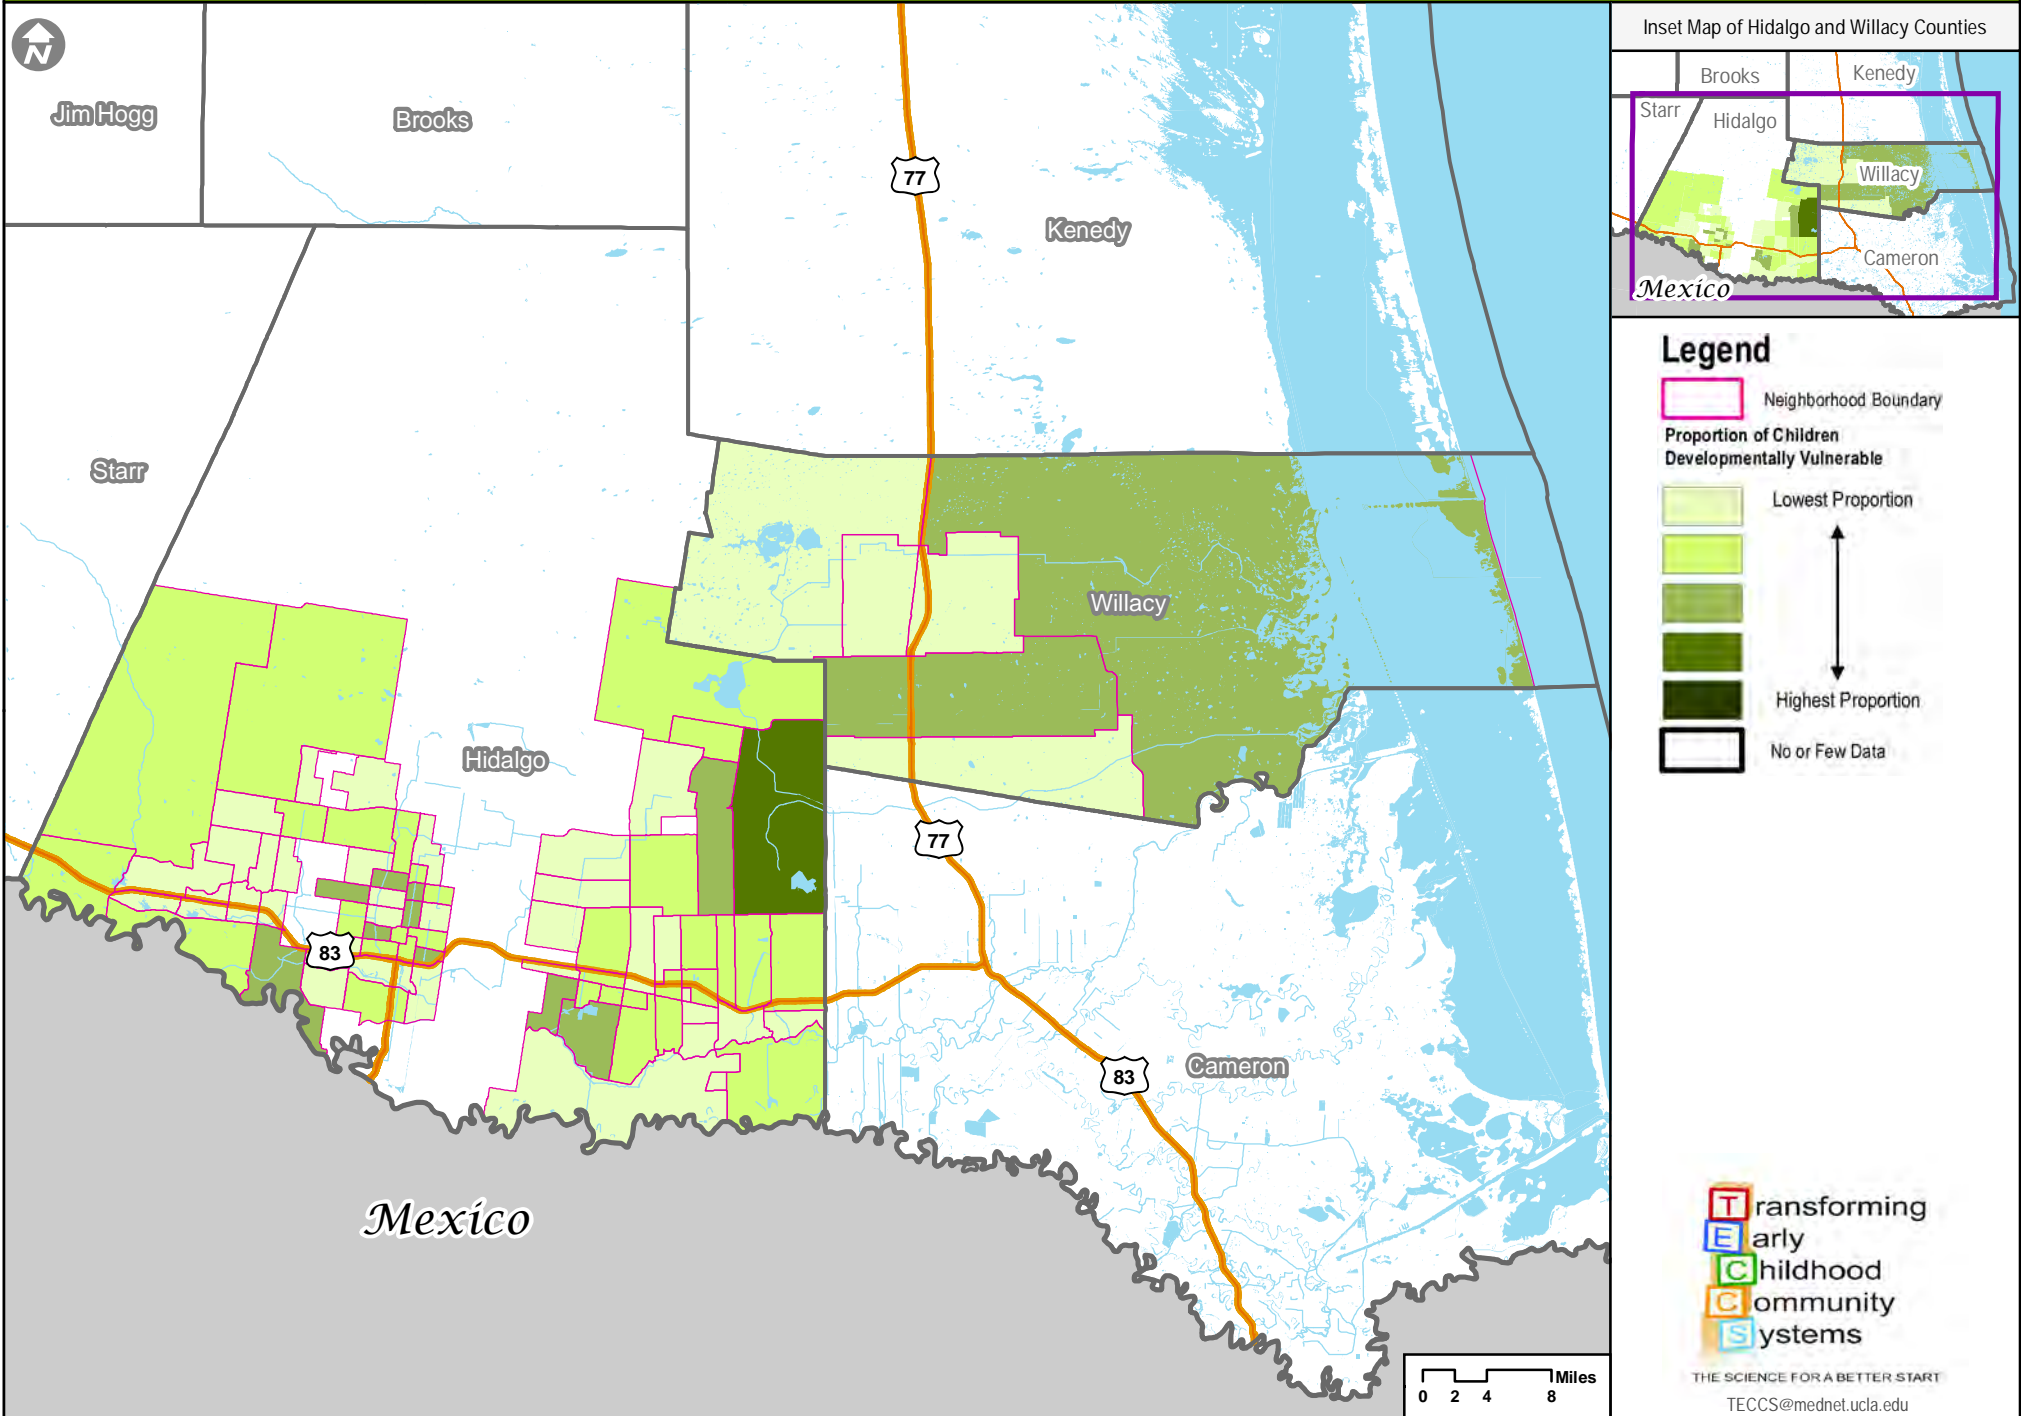 N
Jim Hogg
Brooks
77
Kenedy
Starr
Willacy
Hidalgo
77
83
83
Cameron
Mexico
Miles
0 2 4 8
Inset Map of Hidalgo and Willacy Counties
Brooks
Kenedy
Starr
Hidalgo
Willacy
Cameron
Mexico
Legend
Neighborhood Boundary
Proportion of Children
Developmentally Vulnerable
Lowest Proportion
Highest Proportion
No or Few Data
Transforming
Early
Childhood
Community
Systems
THE SCIENCE FOR A BETTER START
TECCS@mednet.ucla.edu